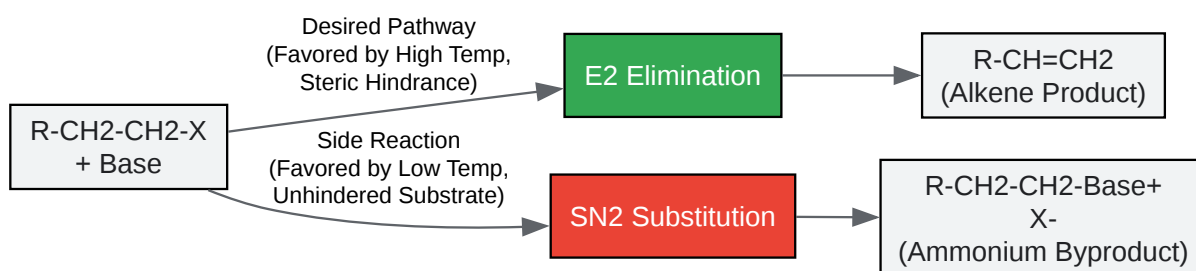 Desired Pathway
(Favored by High Temp,
Steric Hindrance)
E2 Elimination
R-CH=CH2
(Alkene Product)
R-CH2-CH2-X
+ Base
Side Reaction
(Favored by Low Temp,
Unhindered Substrate)
SN2 Substitution
R-CH2-CH2-Base+
X-
(Ammonium Byproduct)